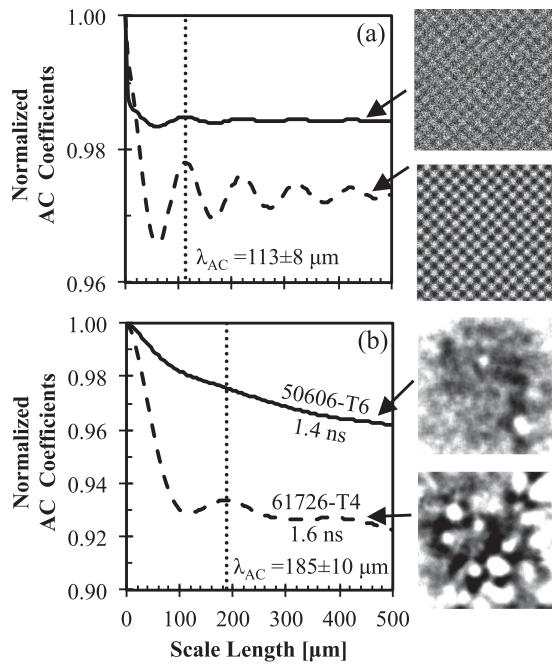 1.00
0.98
0.96
Normalized
AC Coefficients
(a)
λAC =113±8 μm
1.00
0.98
0.96
0.94
0.92
0.90
Normalized
AC Coefficients
(b)
50606-T6
1.4 ns
61726-T4
1.6 ns
λAC =185±10 μm
0 100 200 300 400 500
Scale Length [μm]